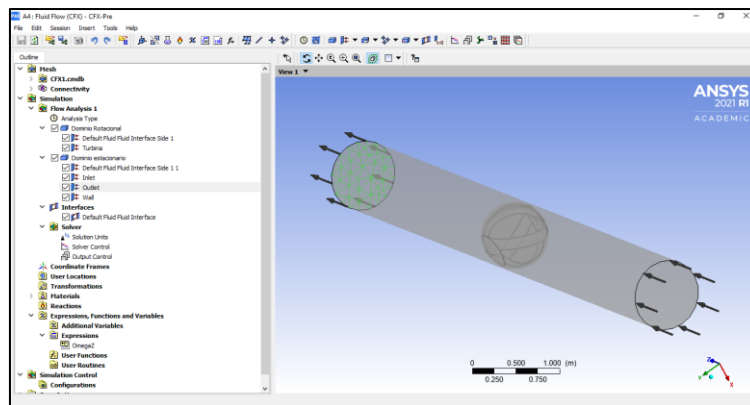 A4 : Fluid Flow (CFX) - CFX-Pre
File Edit Session Insert Tools Help
Outline
Mesh
CFX1.cmdb
Connectivity
Simulation
Flow Analysis 1
Analysis Type
Dominio Rotacional
Default Fluid Fluid Interface Side 1
Turbina
Dominio estacionario
Default Fluid Fluid Interface Side 1 1
Inlet
Outlet
Wall
Interfaces
Default Fluid Fluid Interface
Solver
Solution Units
Solver Control
Output Control
Coordinate Frames
User Locations
Transformations
Materials
Reactions
Expressions, Functions and Variables
Additional Variables
Expressions
OmegaZ
User Functions
User Routines
Simulation Control
Configurations
View 1
ANSYS
2021 R1
ACADEMIC
0 0.500 1.000 (m)
0.250 0.750
Z
Y
X